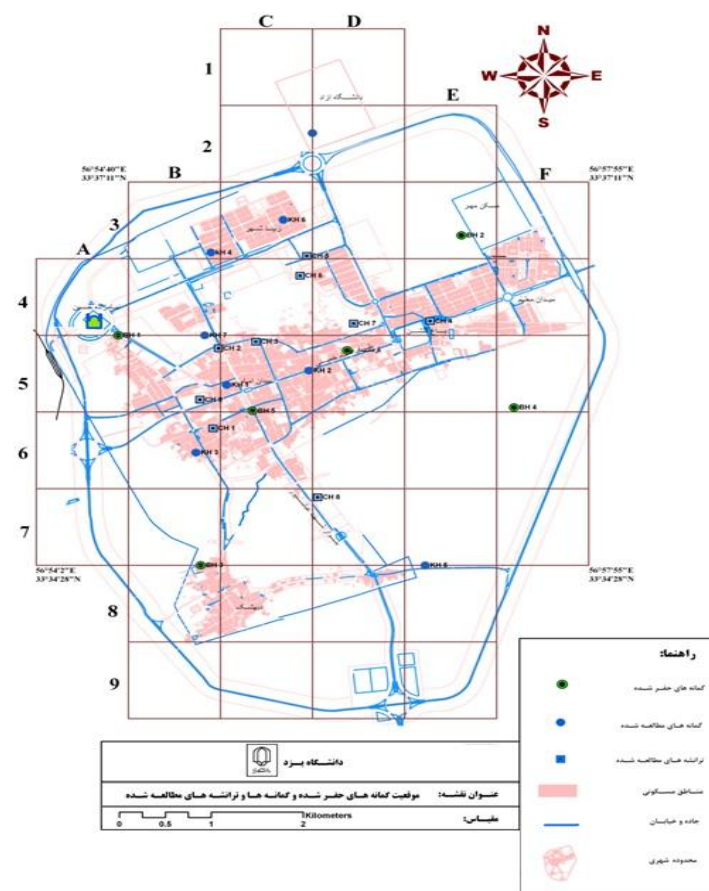 C D
N
W E
S
1
دانشگاه ازاد
E
2
56°54'40"E
33°37'11"N
B
56°57'55"E
33°37'11"N
F
مسکن مهر
3
KH 6
BH 2
A
KH 4
CH 5
CH 6
4
CH 7
CH 4
BH 1
KH 7
CH 2
CH 3
5
KH 2
KH 1
BH 4
BH 5
CH 1
6
KH 3
7
CH 8
56°54'2"E
33°34'28"N
BH 3
KH 5
56°57'55"E
33°34'28"N
8
9
راهنما:
گمانه های حفر شده
گمانه های مطالعه شده
ترانشه های مطالعه شده
مناطق مسکونی
جاده و خیابان
محدوده شهری
دانشگاه یزد
عنوان نقشه: موقعیت گمانه های حفر شده و گمانه ها و ترانشه های مطالعه شده
مقیاس:
Kilometers
0 0.5 1 2